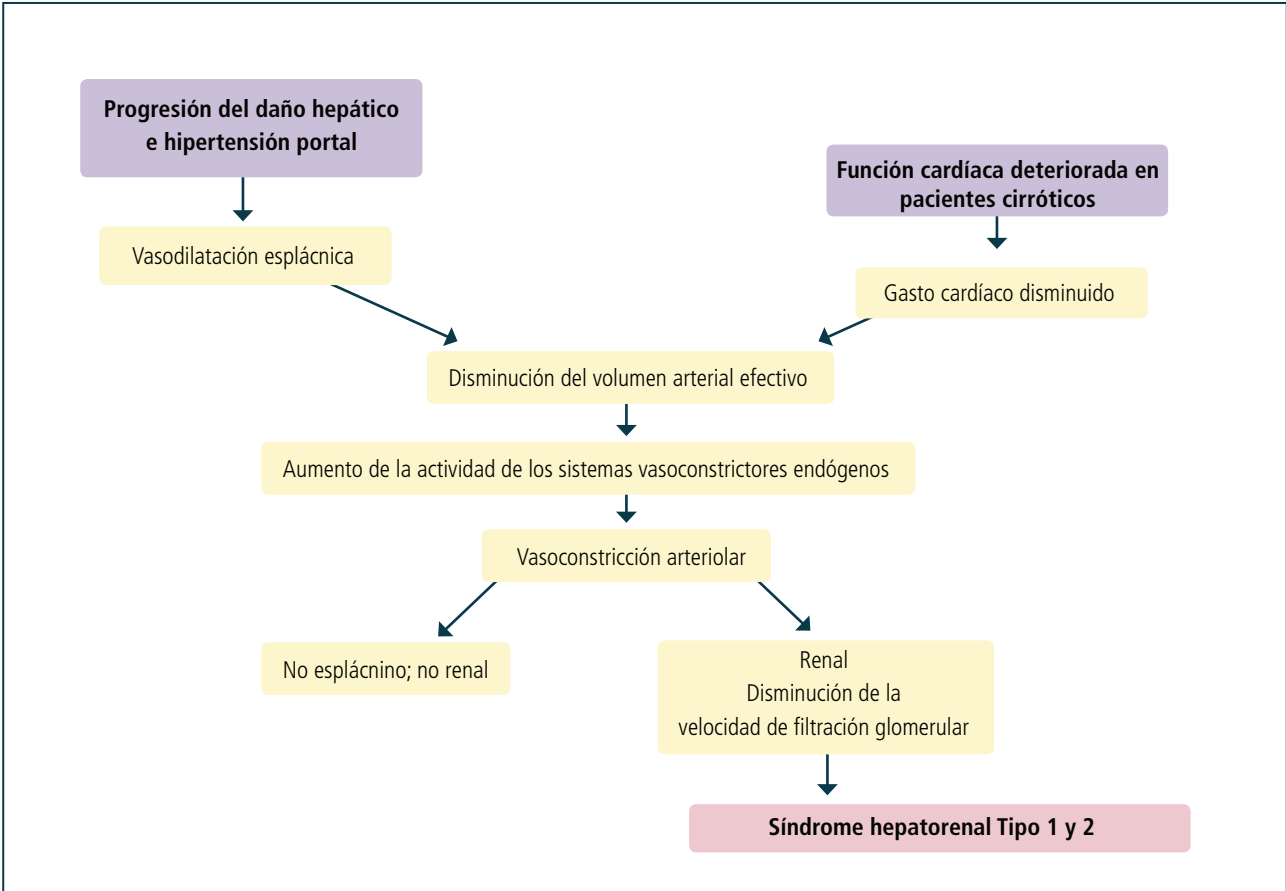 Progresión del daño hepático
e hipertensión portal
Función cardíaca deteriorada en
pacientes cirróticos
Vasodilatación esplácnica
Gasto cardíaco disminuido
Disminución del volumen arterial efectivo
Aumento de la actividad de los sistemas vasoconstrictores endógenos
Vasoconstricción arteriolar
No esplácnino; no renal
Renal
Disminución de la
velocidad de filtración glomerular
Síndrome hepatorenal Tipo 1 y 2